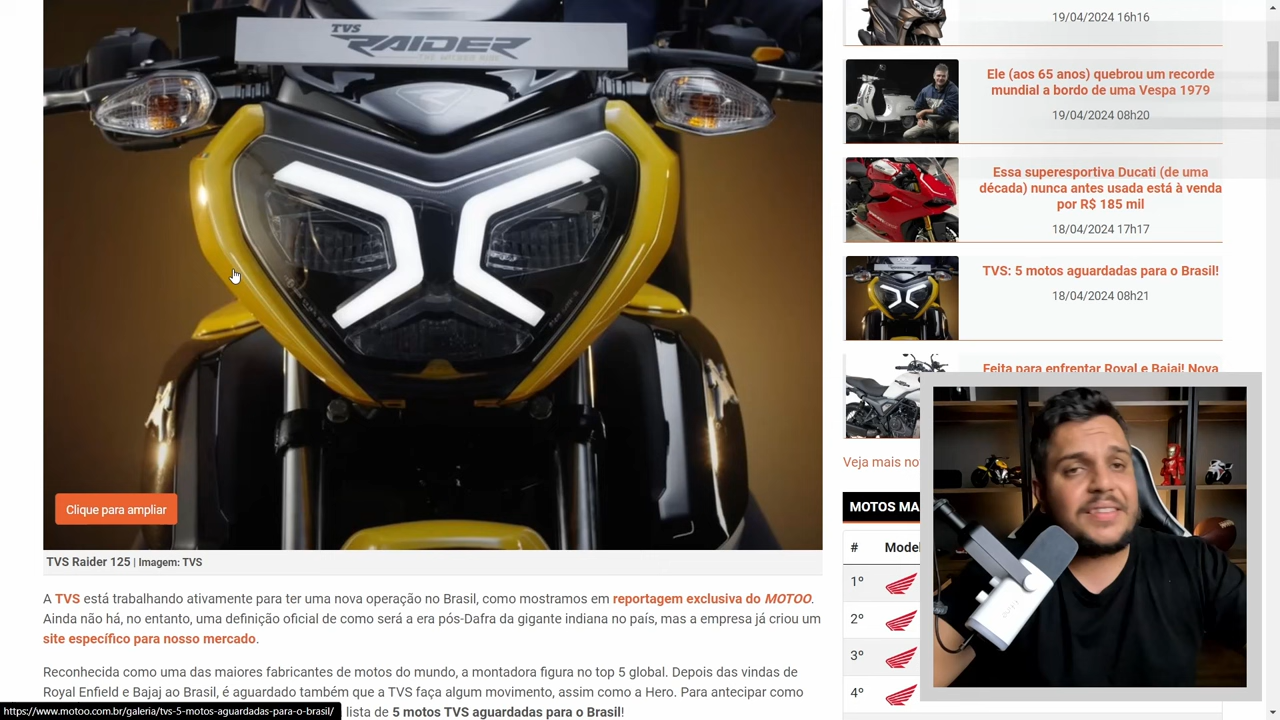 TVS
RAIDER
THE WICKED RIDE
Clique para ampliar
TVS Raider 125 | Imagem: TVS
A TVS está trabalhando ativamente para ter uma nova operação no Brasil, como mostramos em reportagem exclusiva do MOTOO.
Ainda não há, no entanto, uma definição oficial de como será a era pós-Dafra da gigante indiana no país, mas a empresa já criou um
site específico para nosso mercado.
Reconhecida como uma das maiores fabricantes de motos do mundo, a montadora figura no top 5 global. Depois das vindas de
Royal Enfield e Bajaj ao Brasil é aguardado também que a TVS faça algum movimento, assim como a Hero. Para antecipar como
lista de 5 motos TVS aguardadas para o Brasil!
https://www.motoo.com.br/galeria/tvs-5-motos-aguardadas-para-o-brasil/
19/04/2024 16h16
Ele (aos 65 anos) quebrou um recorde
mundial a bordo de uma Vespa 1979
19/04/2024 08h20
Essa superesportiva Ducati (de uma
década) nunca antes usada está à venda
por R$ 185 mil
18/04/2024 17h17
TVS: 5 motos aguardadas para o Brasil!
18/04/2024 08h21
Feita para enfrentar Royal e Bajaj! Nova
Veja mais no
MOTOS MA
# Model
1º
2º
3º
4º